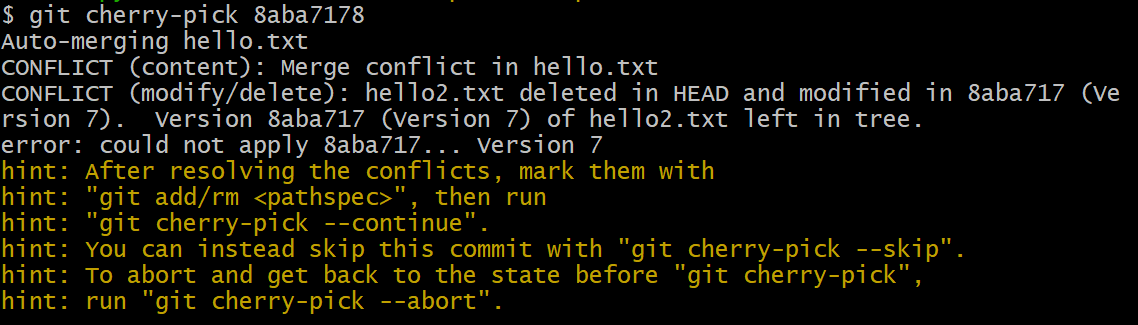 $ git cherry-pick 8aba7178
Auto-merging hello.txt
CONFLICT (content): Merge conflict in hello.txt
CONFLICT (modify/delete): hello2.txt deleted in HEAD and modified in 8aba717 (Ve
rsion 7).  Version 8aba717 (Version 7) of hello2.txt left in tree.
error: could not apply 8aba717... Version 7
hint: After resolving the conflicts, mark them with
hint: "git add/rm <pathspec>", then run
hint: "git cherry-pick --continue".
hint: You can instead skip this commit with "git cherry-pick --skip".
hint: To abort and get back to the state before "git cherry-pick",
hint: run "git cherry-pick --abort".